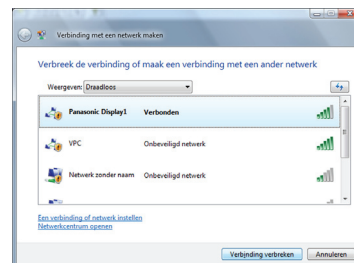 Verbinding met een netwerk maken
Verbreek de verbinding of maak een verbinding met een ander netwerk
Weergeven: Draadloos
Panasonic Display1 Verbonden
VPC Onbeveiligd netwerk
Netwerk zonder naam Onbeveiligd netwerk
Een verbinding of netwerk instellen
Netwerkcentrum openen
Verbinding verbreken Annuleren